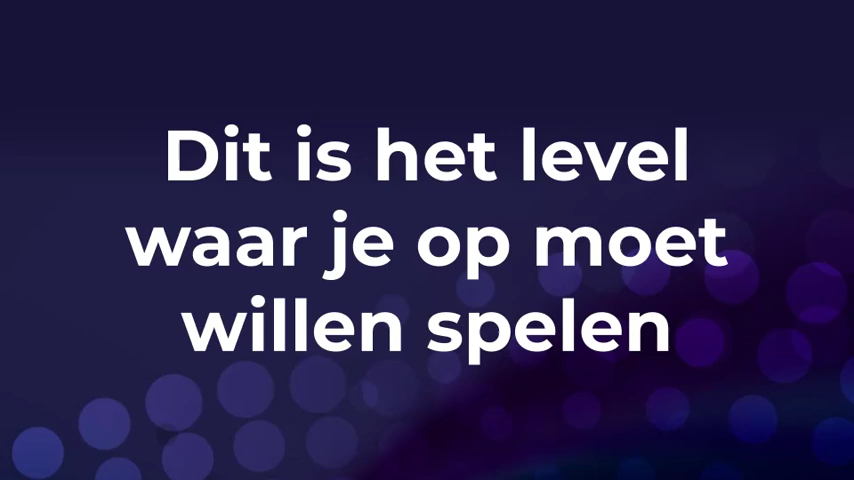 Dit is het level
waar je op moet
willen spelen